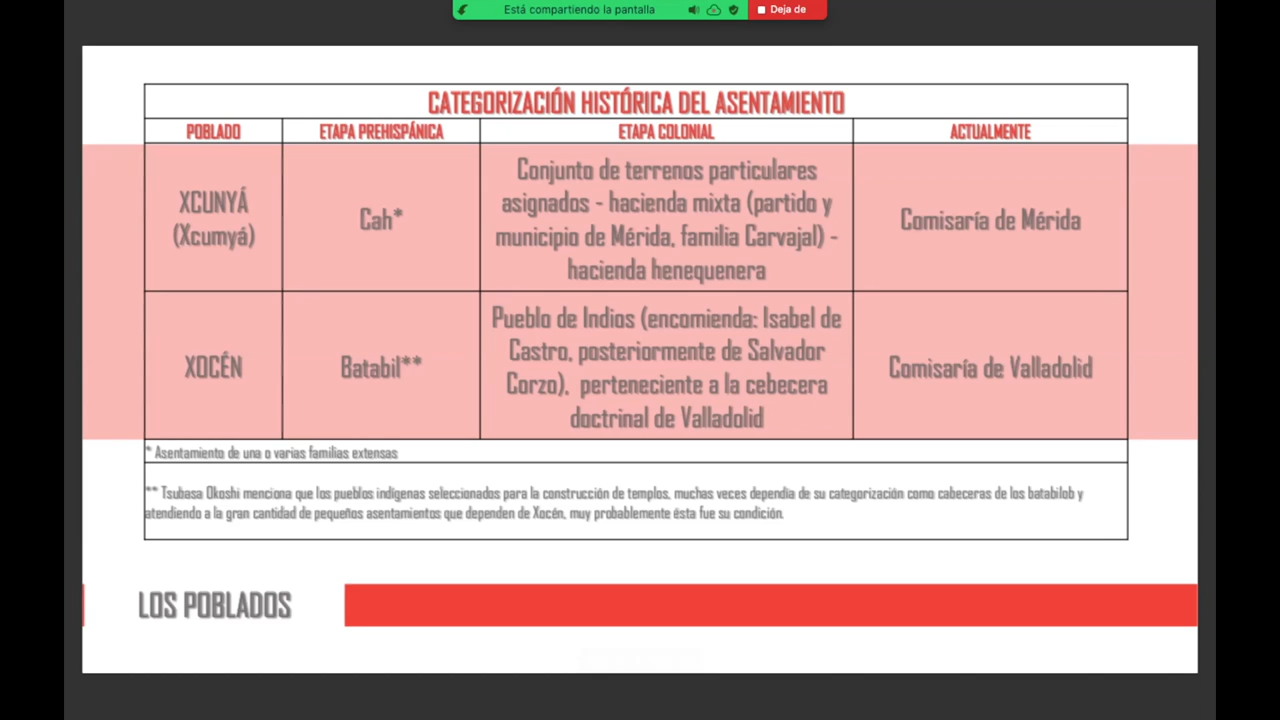 Está compartiendo la pantalla
Deja de
CATEGORIZACIÓN HISTÓRICA DEL ASENTAMIENTO
POBLADO
ETAPA PREHISPÁNICA
ETAPA COLONIAL
ACTUALMENTE
XCUNYÁ
(Xcumyá)
Cah*
Conjunto de terrenos particulares
asignados - hacienda mixta (partido y
municipio de Mérida, familia Carvajal) -
hacienda henequenera
Comisaría de Mérida
XOCÉN
Batabil**
Pueblo de Indios (encomienda: Isabel de
Castro, posteriormente de Salvador
Corzo), perteneciente a la cebecera
doctrinal de Valladolid
Comisaría de Valladolid
* Asentamiento de una o varias familias extensas
** Tsubasa Okoshi menciona que los pueblos indígenas seleccionados para la construcción de templos, muchas veces dependía de su categorización como cabeceras de los batabilob y
atendiendo a la gran cantidad de pequeños asentamientos que dependen de Xocén, muy probablemente ésta fue su condición.
LOS POBLADOS